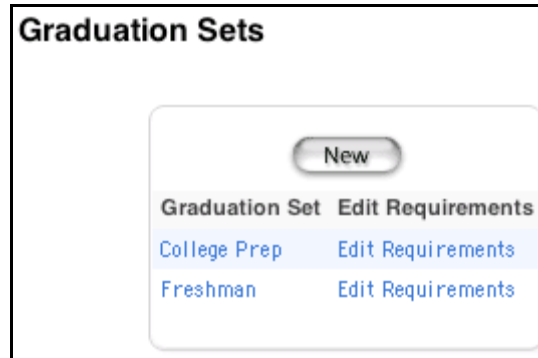 Graduation Sets
New
Graduation Set Edit Requirements
College Prep Edit Requirements
Freshman Edit Requirements